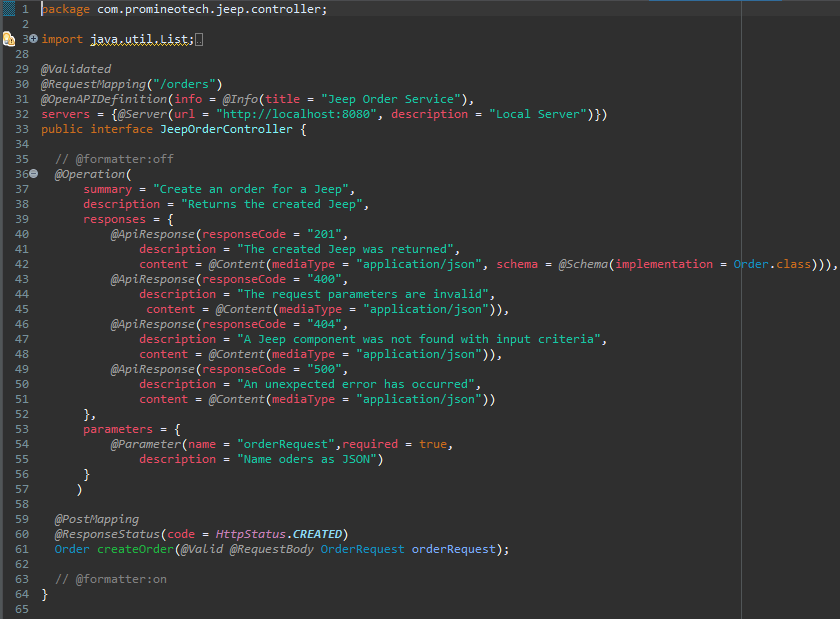 1 package com.promineotech.jeep.controller;
2
3 import java.util.List;
28
29 @Validated
30 @RequestMapping("/orders")
31 @OpenAPIDefinition(info = @Info(title = "Jeep Order Service"),
32 servers = {@Server(url = "http://localhost:8080", description = "Local Server")})
33 public interface JeepOrderController {
34
35 // @formatter:off
36 @Operation(
37 summary = "Create an order for a Jeep",
38 description = "Returns the created Jeep",
39 responses = {
40 @ApiResponse(responseCode = "201",
41 description = "The created Jeep was returned",
42 content = @Content(mediaType = "application/json", schema = @Schema(implementation = Order.class))),
43 @ApiResponse(responseCode = "400",
44 description = "The request parameters are invalid",
45 content = @Content(mediaType = "application/json")),
46 @ApiResponse(responseCode = "404",
47 description = "A Jeep component was not found with input criteria",
48 content = @Content(mediaType = "application/json")),
49 @ApiResponse(responseCode = "500",
50 description = "An unexpected error has occurred",
51 content = @Content(mediaType = "application/json"))
52 },
53 parameters = {
54 @Parameter(name = "orderRequest",required = true,
55 description = "Name oders as JSON")
56 }
57 )
58
59 @PostMapping
60 @ResponseStatus(code = HttpStatus.CREATED)
61 Order createOrder(@Valid @RequestBody OrderRequest orderRequest);
62
63 // @formatter:on
64 }
65